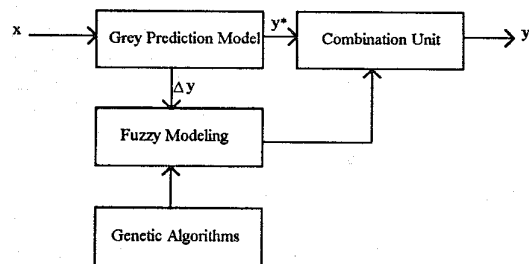 x
Grey Prediction Model
y*
Combination Unit
y
Δy
Fuzzy Modeling
Genetic Algorithms